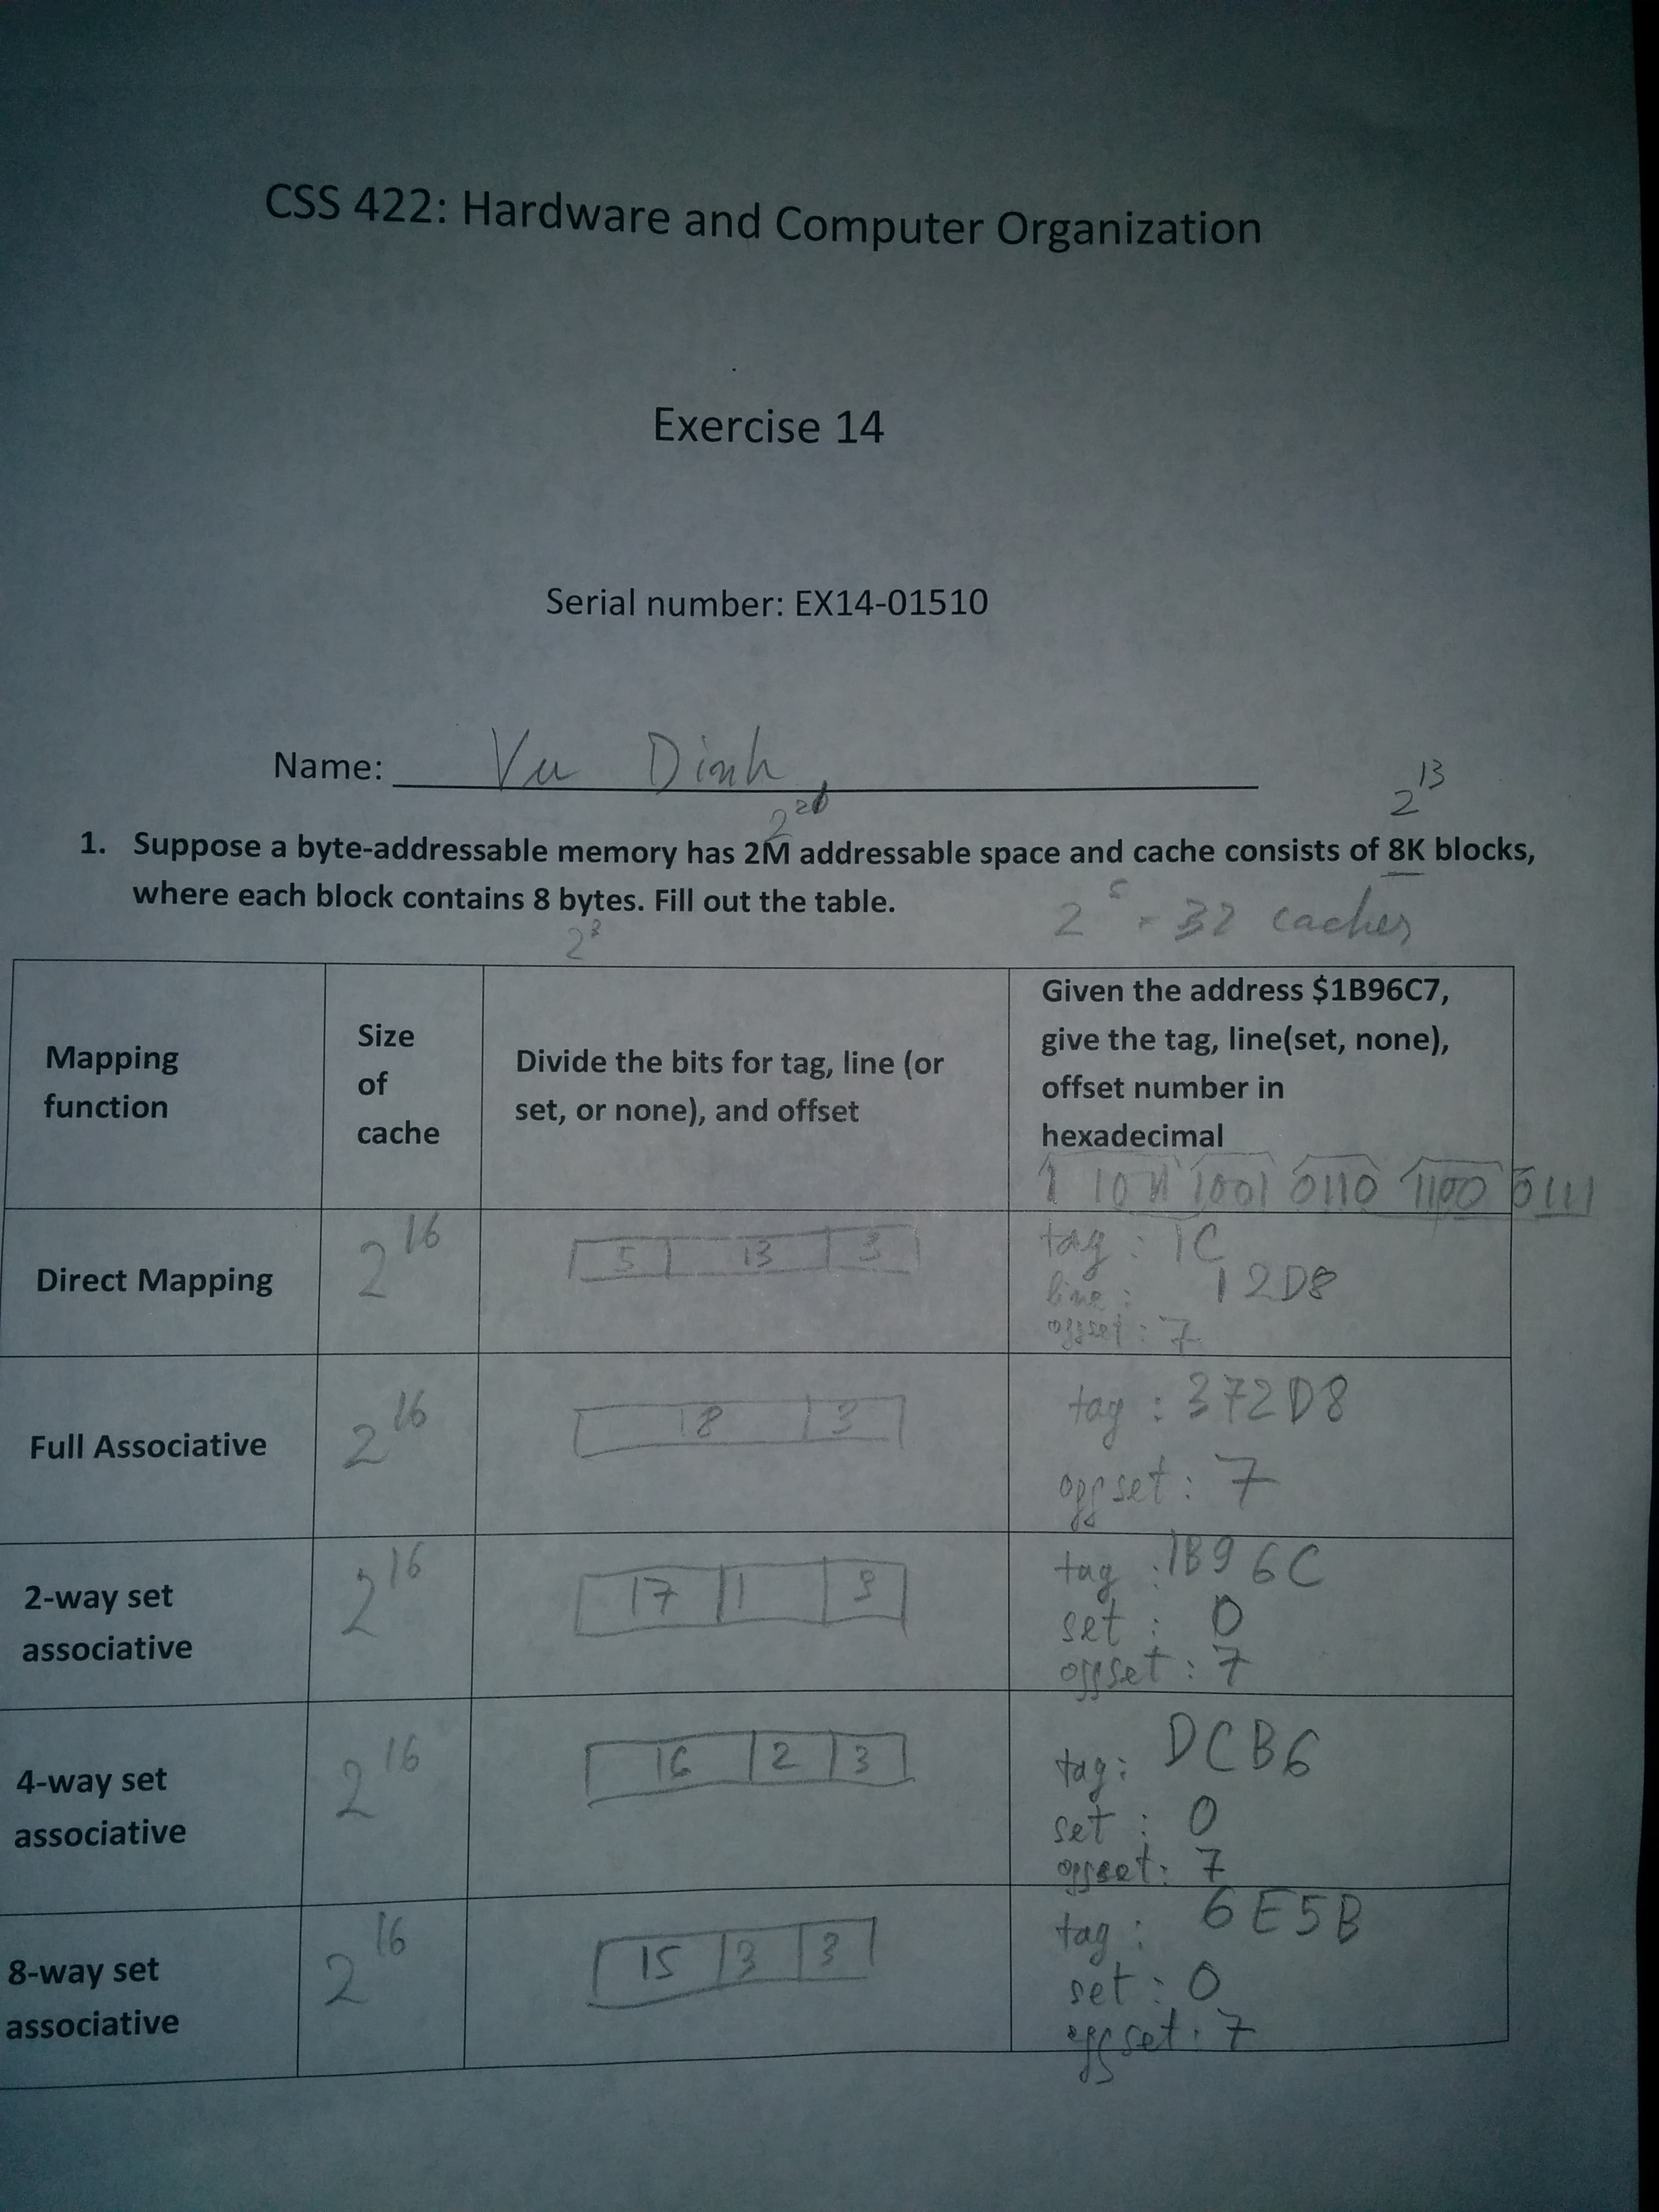 CSS 422: Hardware and Computer Organization
Exercise 14
Serial number: EX14-01510
Name: Vu Dinh
2^13
1. Suppose a byte-addressable memory has 2M addressable space and cache consists of 8K blocks,
where each block contains 8 bytes. Fill out the table.
2^3
2^5 = 32 caches
Mapping
function
Size
of
cache
Divide the bits for tag, line (or
set, or none), and offset
Given the address $1B96C7,
give the tag, line(set, none),
offset number in
hexadecimal
1 1011 1001 0110 1100 0111
Direct Mapping
2^16
5 13 3
tag : 1C
line : 12D8
offset : 7
Full Associative
2^16
18 3
tag : 372D8
offset : 7
2-way set
associative
2^16
17 1 3
tag : 1B96C
set : 0
offset : 7
4-way set
associative
2^16
16 2 3
tag: DCB6
set : 0
offset: 7
8-way set
associative
2^16
15 3 3
tag : 6E5B
set : 0
offset : 7